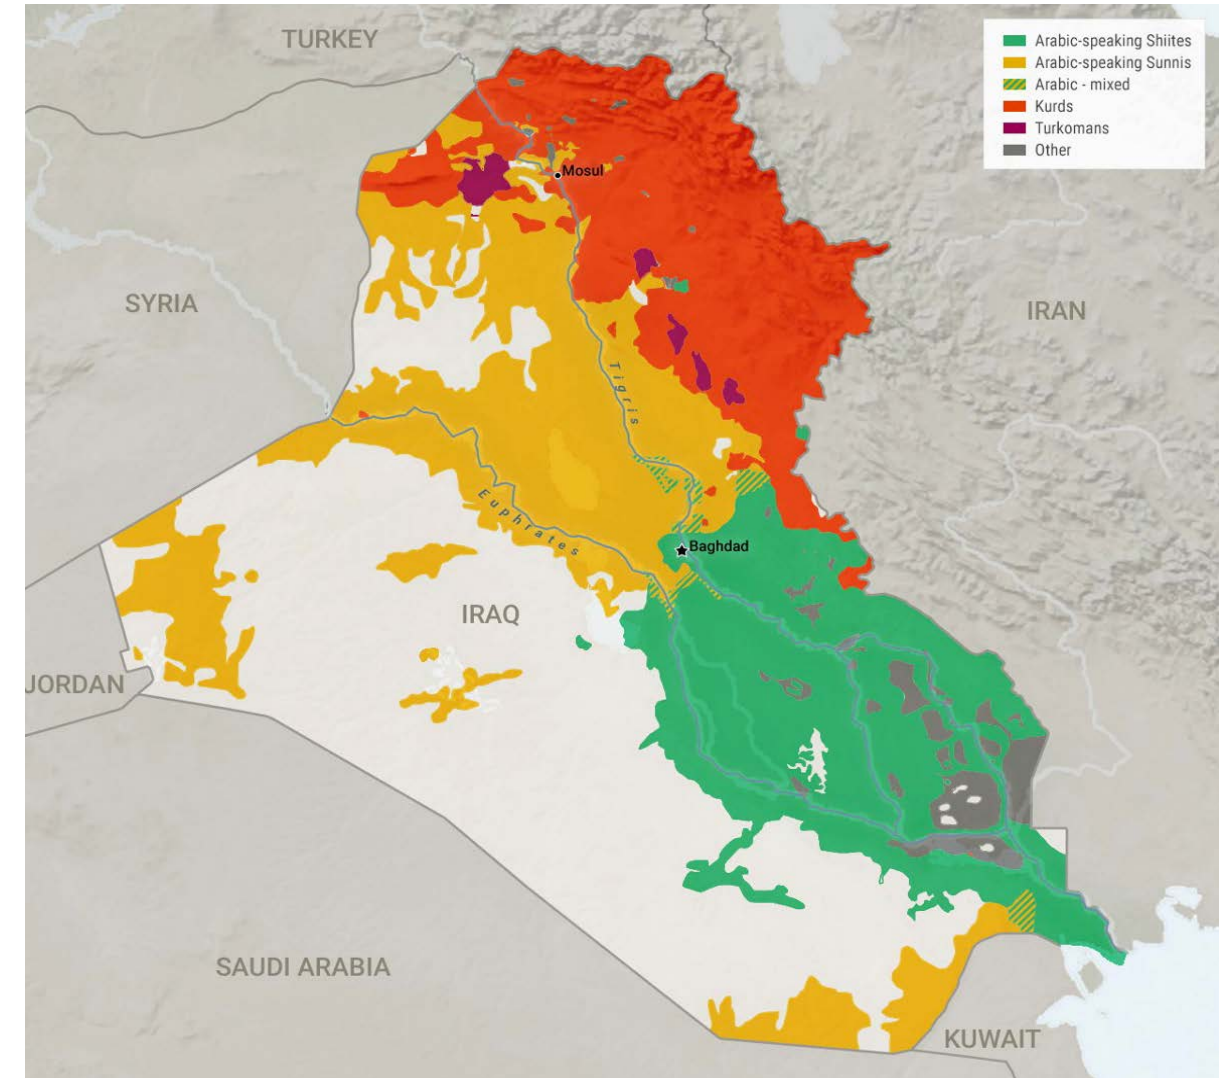 TURKEY
Arabic-speaking Shiites
Arabic-speaking Sunnis
Arabic - mixed
Kurds
Turkomans
Other
Mosul
SYRIA
IRAN
Tigris
Euphrates
Baghdad
IRAQ
JORDAN
SAUDI ARABIA
KUWAIT